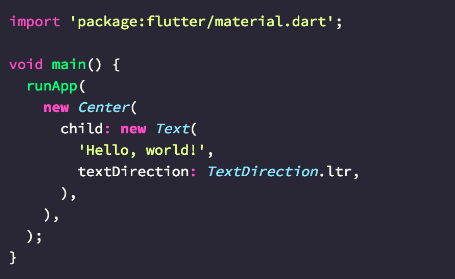 import 'package:flutter/material.dart';
void main() {
  runApp(
    new Center(
      child: new Text(
        'Hello, world!',
        textDirection: TextDirection.ltr,
      ),
    ),
  );
}